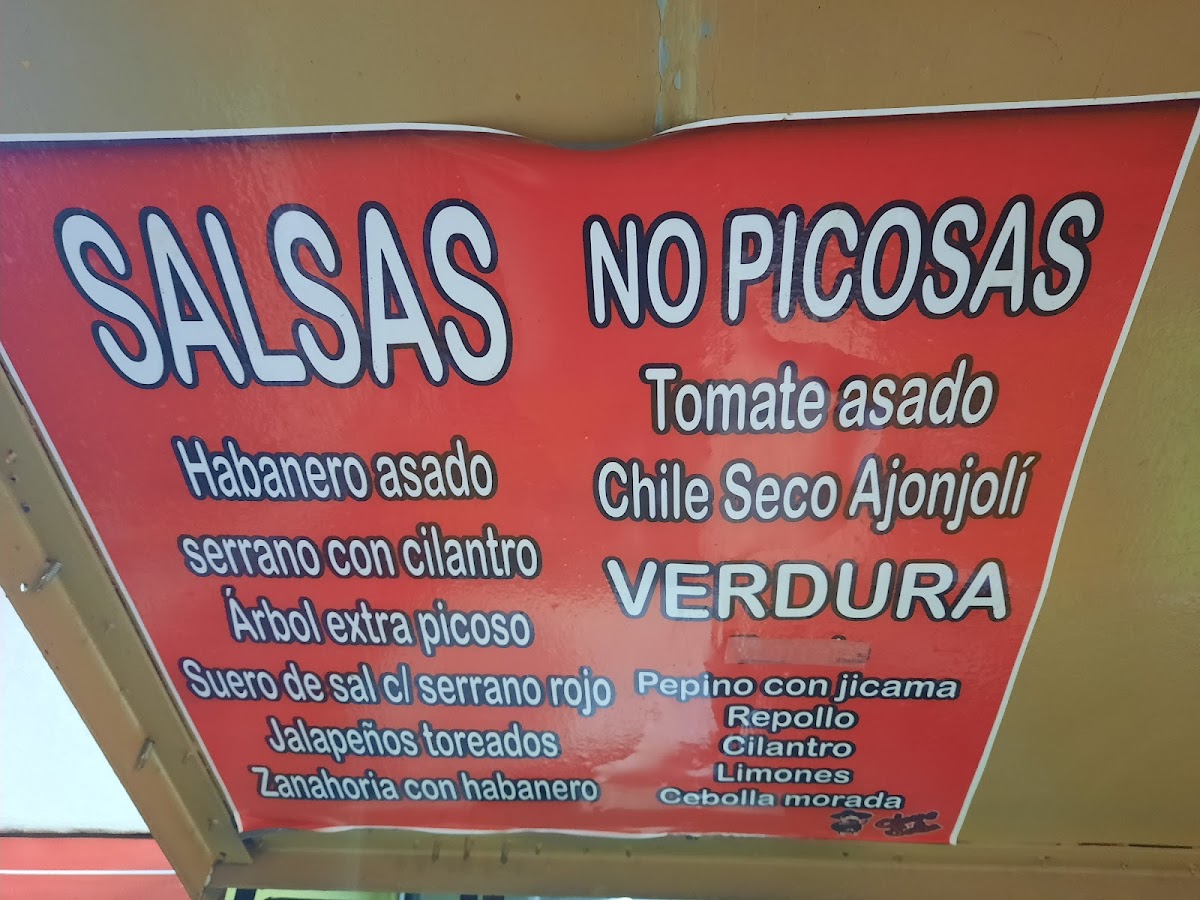 SALSAS
Habanero asado
serrano con cilantro
Árbol extra picoso
Suero de sal c/ serrano rojo
Jalapeños toreados
Zanahoria con habanero
NO PICOSAS
Tomate asado
Chile Seco Ajonjolí
VERDURA
Pepino con jicama
Repollo
Cilantro
Limones
Cebolla morada